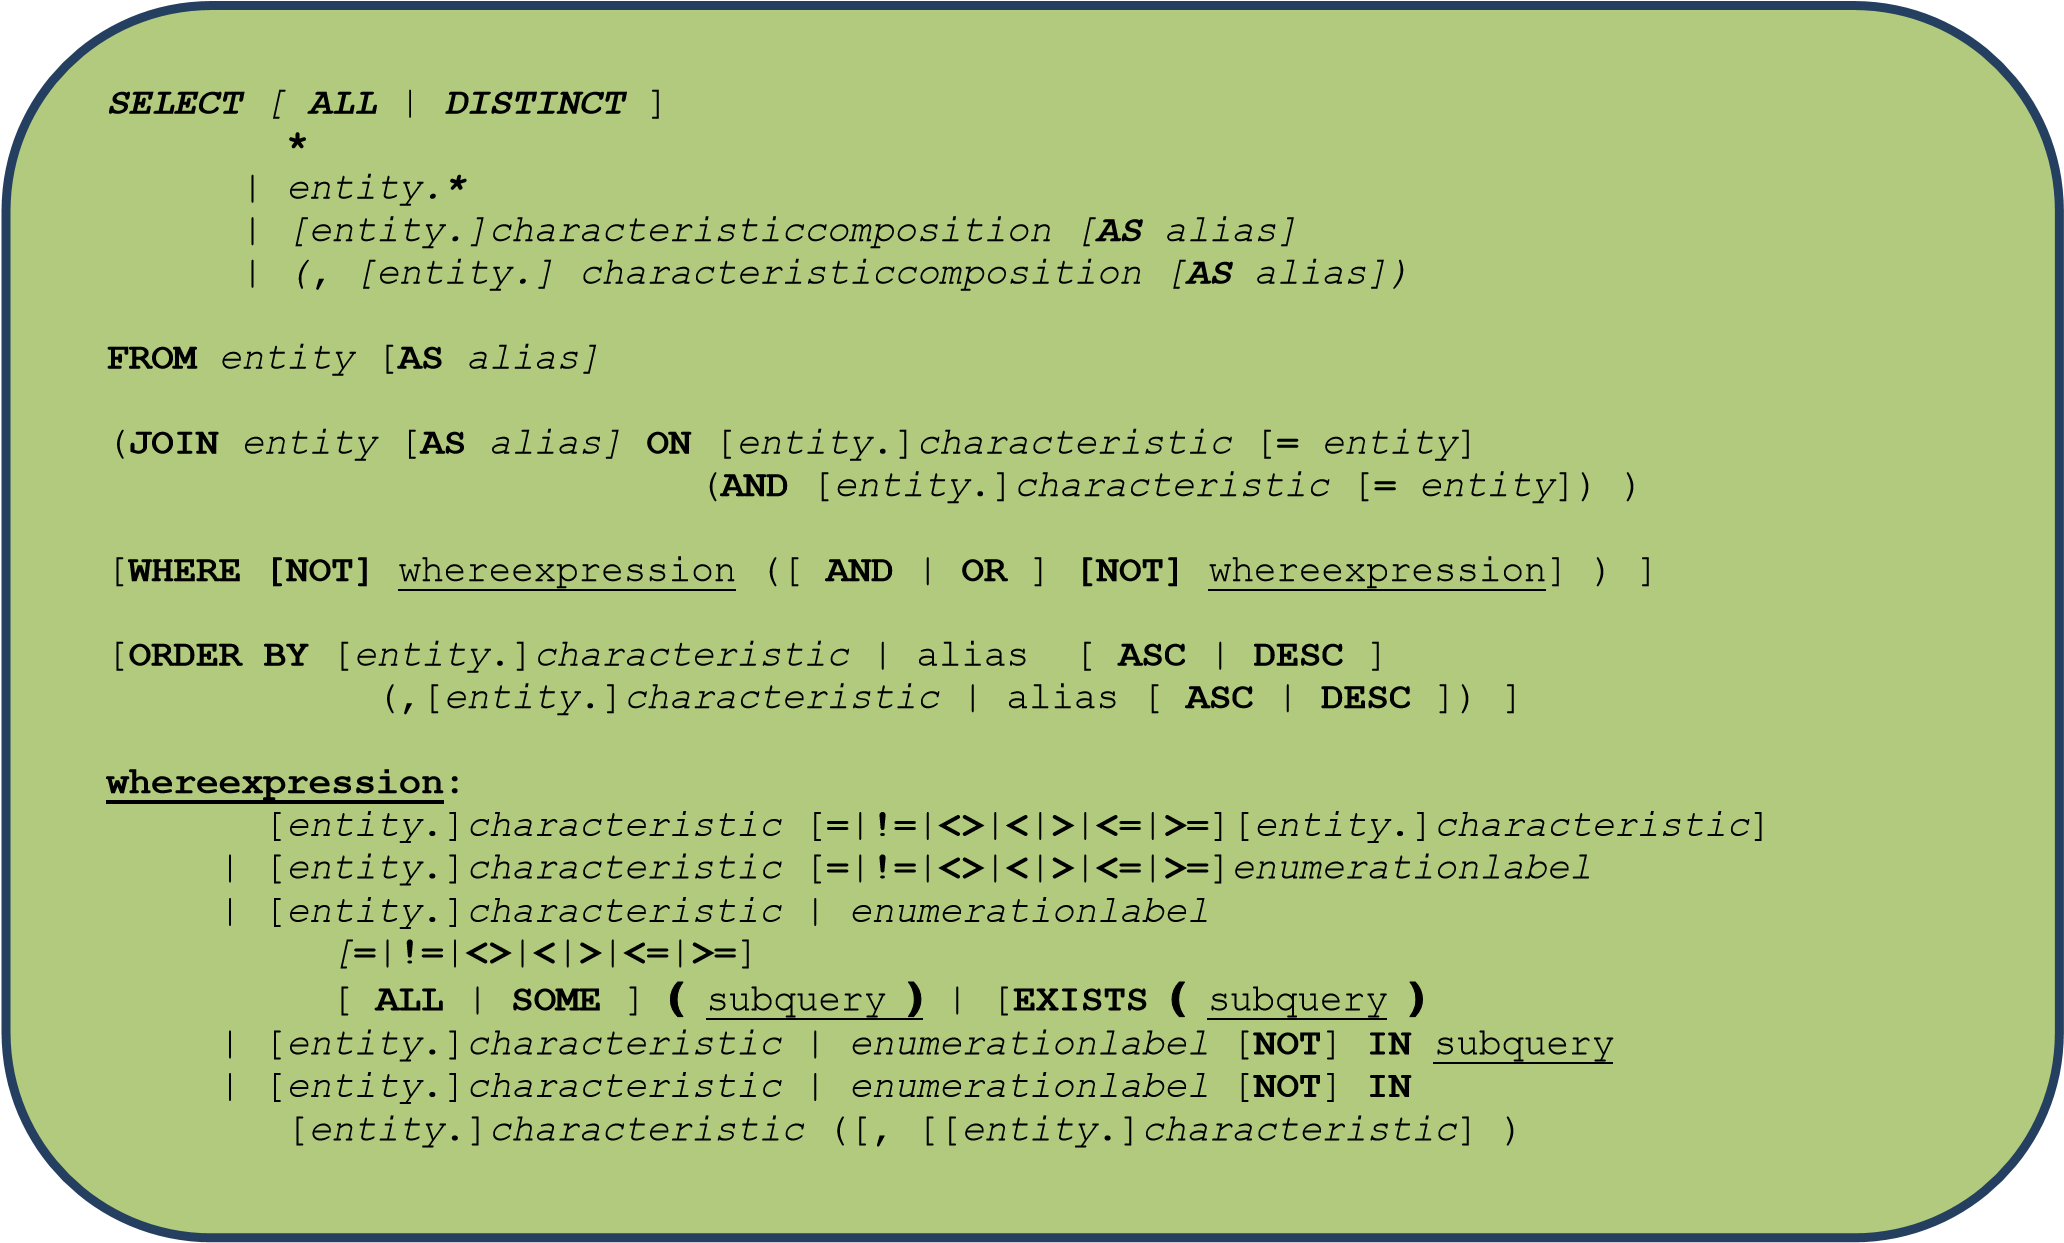 SELECT [ ALL | DISTINCT ]
*
| entity.*
| [entity.]characteristiccomposition [AS alias]
| (, [entity.] characteristiccomposition [AS alias])
FROM entity [AS alias]
(JOIN entity [AS alias] ON [entity.]characteristic [= entity]
(AND [entity.]characteristic [= entity]) )
[WHERE [NOT] whereexpression ([ AND | OR ] [NOT] whereexpression] ) ]
[ORDER BY [entity.]characteristic | alias [ ASC | DESC ]
(,[entity.]characteristic | alias [ ASC | DESC ]) ]
whereexpression:
[entity.]characteristic [=|!=|<>|<|>|<=|>=][entity.]characteristic]
| [entity.]characteristic [=|!=|<>|<|>|<=|>=]enumerationlabel
| [entity.]characteristic | enumerationlabel
[=|!=|<>|<|>|<=|>=]
[ ALL | SOME ] ( subquery ) | [EXISTS ( subquery )
| [entity.]characteristic | enumerationlabel [NOT] IN subquery
| [entity.]characteristic | enumerationlabel [NOT] IN
[entity.]characteristic ([, [[entity.]characteristic] )